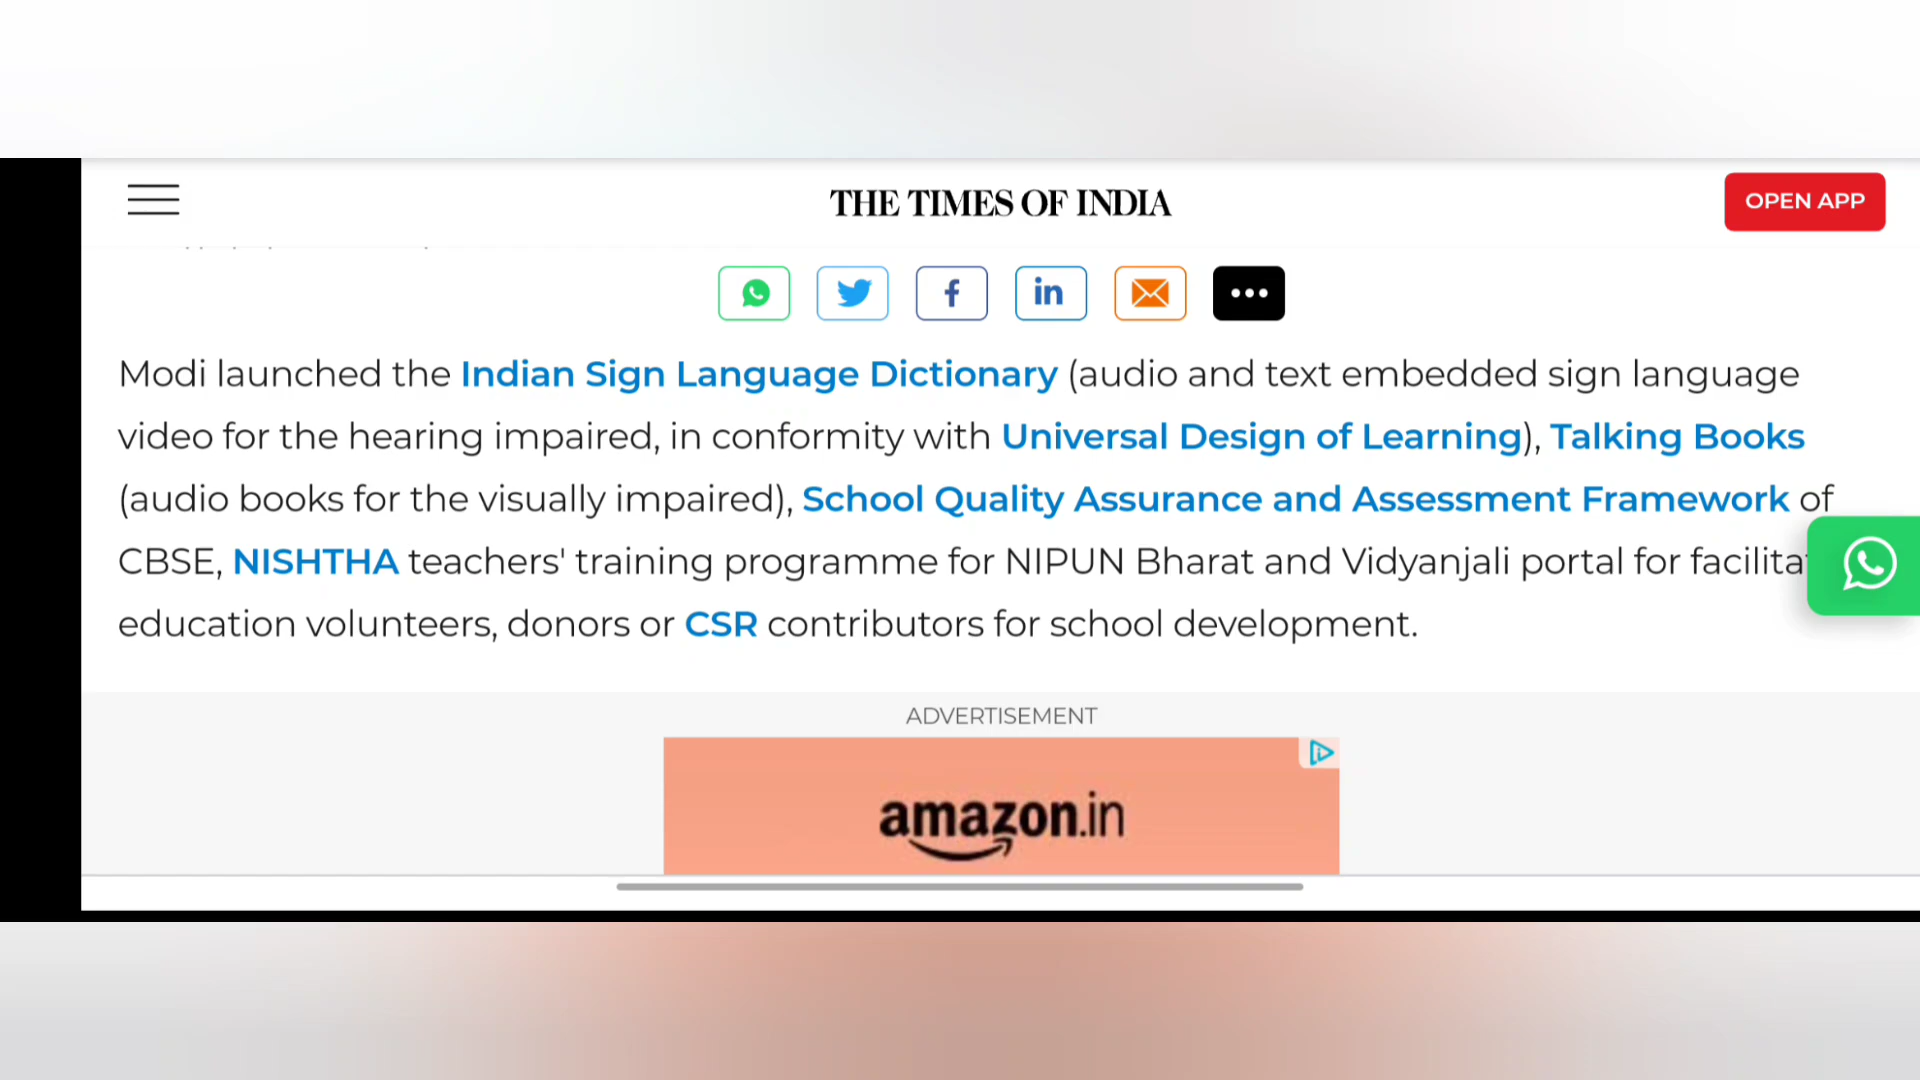 THE TIMES OF INDIA
OPEN APP
Modi launched the Indian Sign Language Dictionary (audio and text embedded sign language
video for the hearing impaired, in conformity with Universal Design of Learning), Talking Books
(audio books for the visually impaired), School Quality Assurance and Assessment Framework of
CBSE, NISHTHA teachers' training programme for NIPUN Bharat and Vidyanjali portal for facilita
education volunteers, donors or CSR contributors for school development.
ADVERTISEMENT
amazon.in